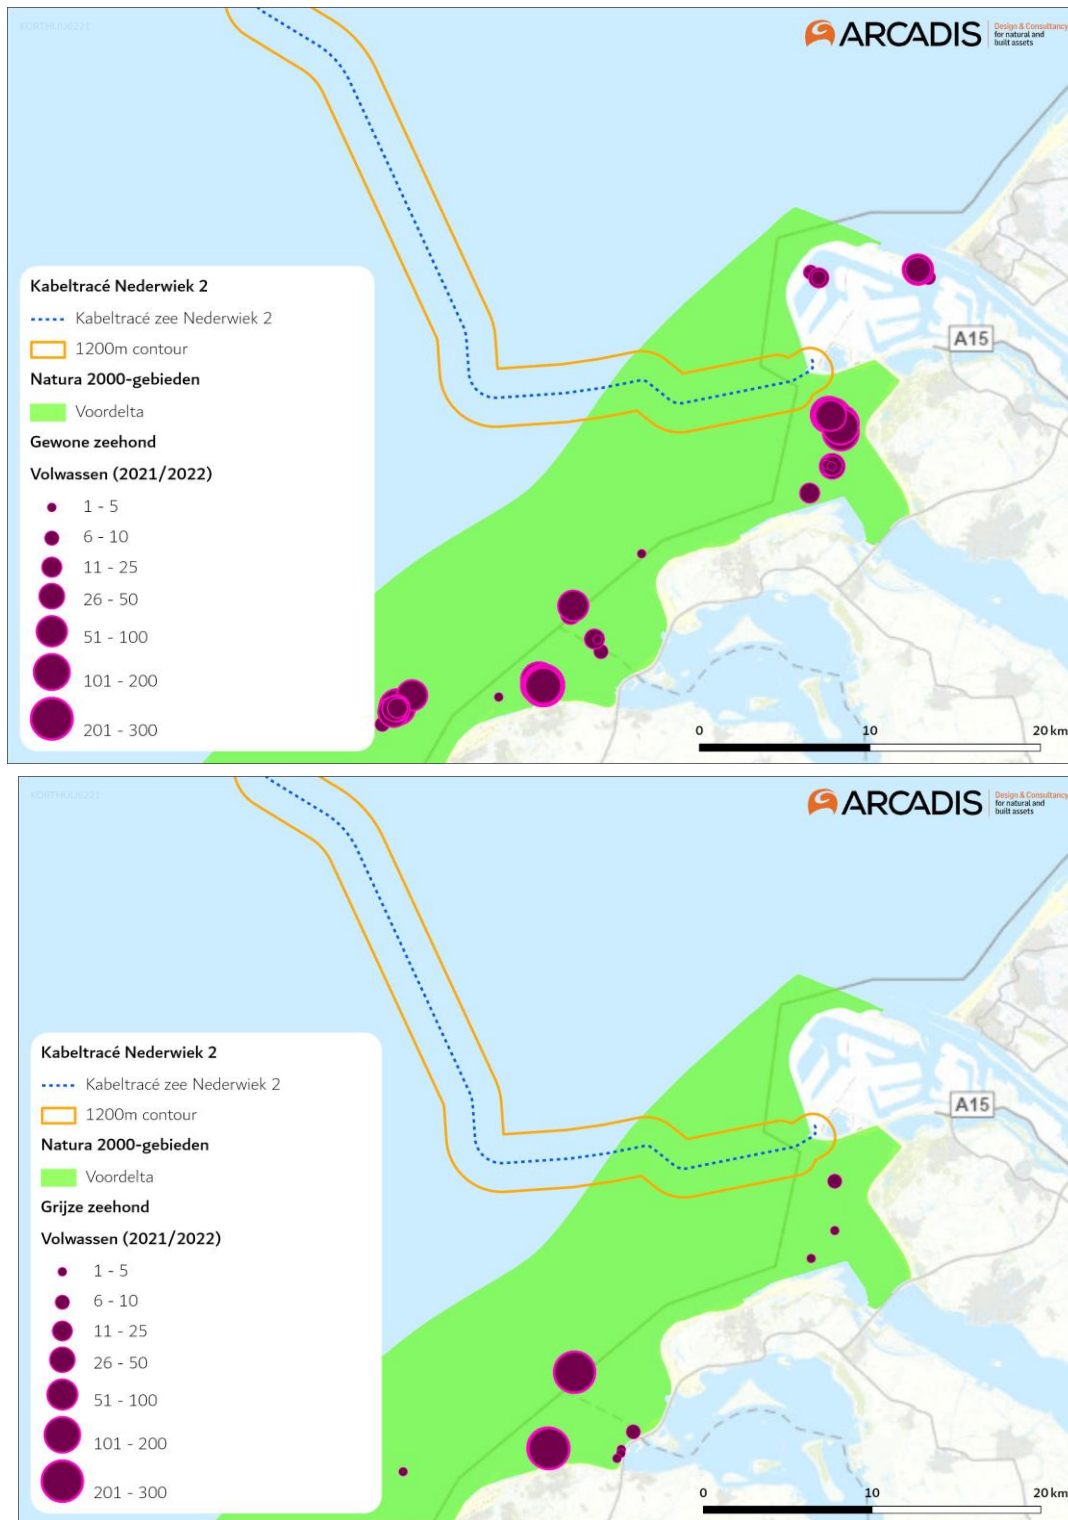 KORTHUIJ6221
ARCADIS
Design & Consultancy
for natural and
built assets
A15
Kabeltracé Nederwiek 2
Kabeltracé zee Nederwiek 2
1200m contour
Natura 2000-gebieden
Voordelta
Gewone zeehond
Volwassen (2021/2022)
1 - 5
6 - 10
11 - 25
26 - 50
51 - 100
101 - 200
201 - 300
0 10 20 km
ARCADIS
Design & Consultancy
for natural and
built assets
A15
Kabeltracé Nederwiek 2
Kabeltracé zee Nederwiek 2
1200m contour
Natura 2000-gebieden
Voordelta
Grijze zeehond
Volwassen (2021/2022)
1 - 5
6 - 10
11 - 25
26 - 50
51 - 100
101 - 200
201 - 300
0 10 20 km